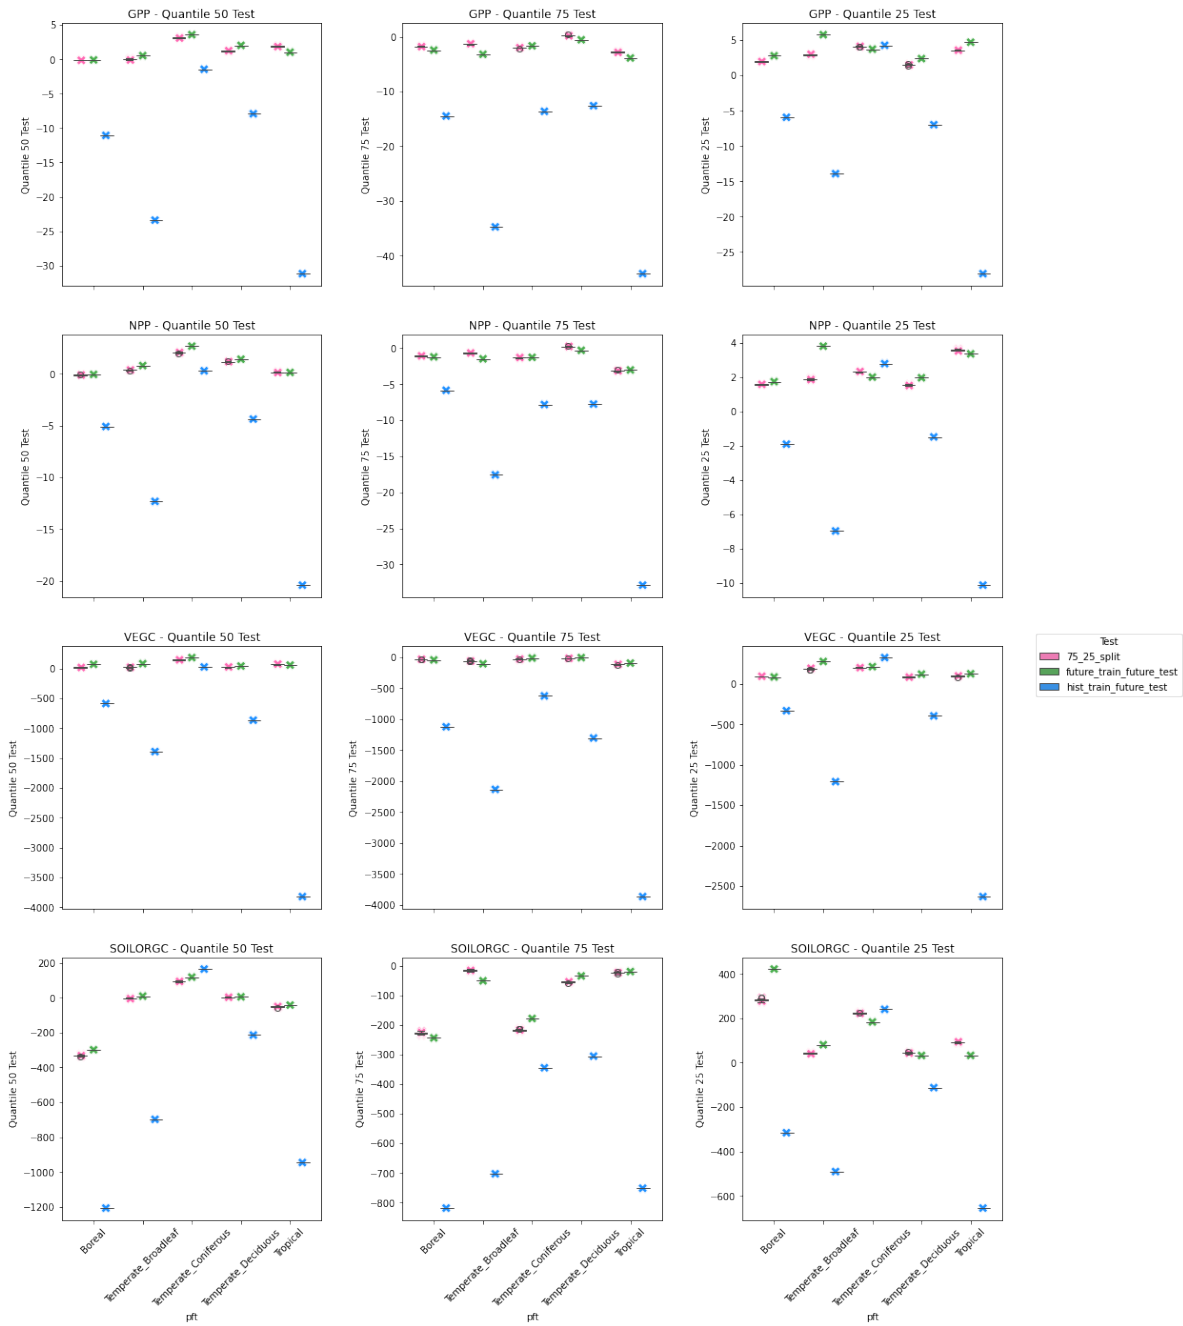 GPP - Quantile 50 Test
GPP - Quantile 75 Test
GPP - Quantile 25 Test
Quantile 50 Test
5
0
−5
−10
−15
−20
−25
−30
Quantile 75 Test
0
−10
−20
−30
−40
Quantile 25 Test
5
0
−5
−10
−15
−20
−25
NPP - Quantile 50 Test
NPP - Quantile 75 Test
NPP - Quantile 25 Test
Quantile 50 Test
0
−5
−10
−15
−20
Quantile 75 Test
0
−5
−10
−15
−20
−25
−30
Quantile 25 Test
4
2
0
−2
−4
−6
−8
−10
VEGC - Quantile 50 Test
VEGC - Quantile 75 Test
VEGC - Quantile 25 Test
Quantile 50 Test
0
−500
−1000
−1500
−2000
−2500
−3000
−3500
−4000
Quantile 75 Test
0
−500
−1000
−1500
−2000
−2500
−3000
−3500
−4000
Quantile 25 Test
0
−500
−1000
−1500
−2000
−2500
Test
75_25_split
future_train_future_test
hist_train_future_test
SOILORGC - Quantile 50 Test
SOILORGC - Quantile 75 Test
SOILORGC - Quantile 25 Test
Quantile 50 Test
200
0
−200
−400
−600
−800
−1000
−1200
Quantile 75 Test
0
−100
−200
−300
−400
−500
−600
−700
−800
Quantile 25 Test
400
200
0
−200
−400
−600
Boreal
Temperate_Broadleaf
Temperate_Coniferous
Temperate_Deciduous
Tropical
pft
Boreal
Temperate_Broadleaf
Temperate_Coniferous
Temperate_Deciduous
Tropical
pft
Boreal
Temperate_Broadleaf
Temperate_Coniferous
Temperate_Deciduous
Tropical
pft